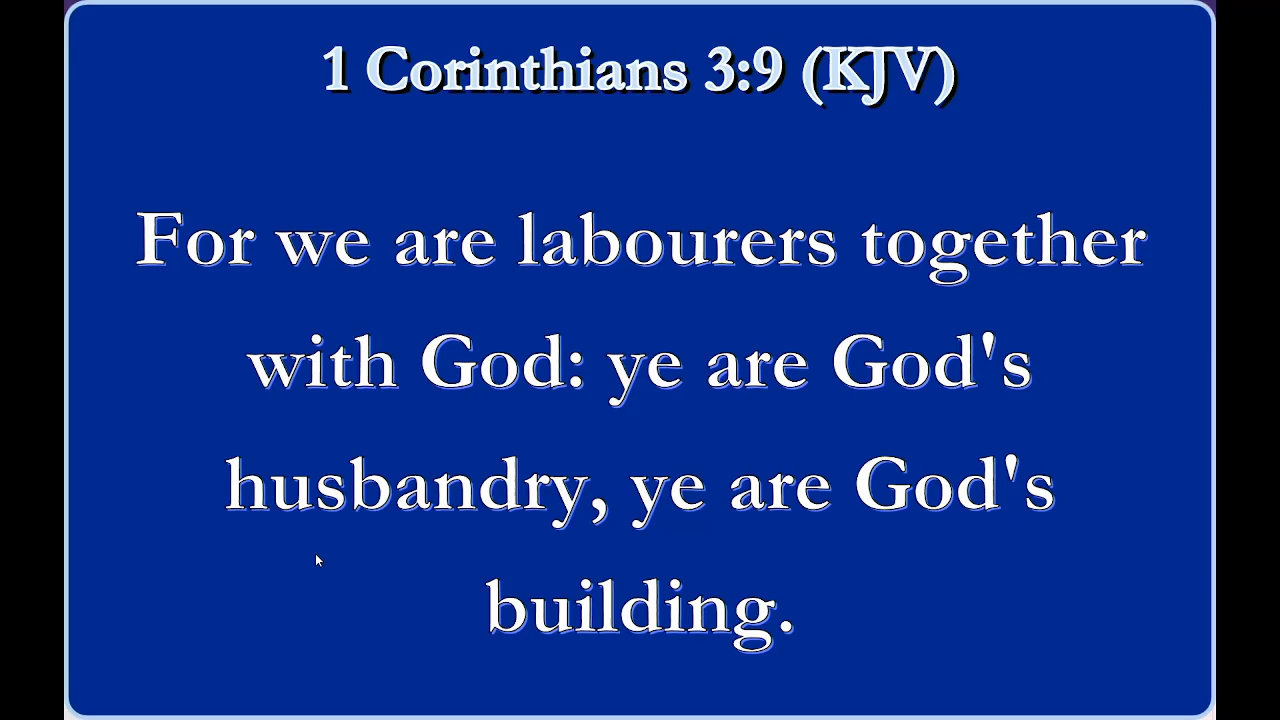 1 Corinthians 3:9 (KJV)
For we are labourers together
with God: ye are God's
husbandry, ye are God's
building.